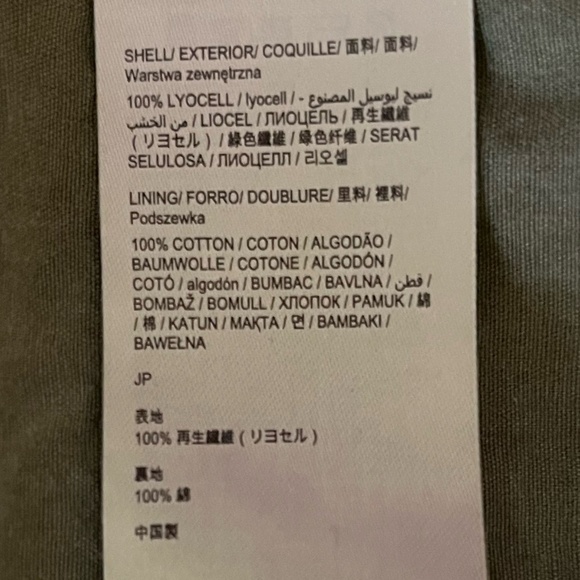 SHELL/ EXTERIOR/ COQUILLE/ 面料/ 面料/
Warstwa zewnętrzna
100% LYOCELL / lyocell / - نسيج ليوسيل المصنوع
من الخشب / LIOCEL / ЛИОЦЕЛЬ / 再生纖維
（リヨセル）/ 綠色纖維 / 绿色纤维 / SERAT
SELULOSA / ЛИОЦЕЛЛ / 리오셀
LINING/ FORRO/ DOUBLURE/ 里料/ 裡料/
Podszewka
100% COTTON / COTON / ALGODÃO /
BAUMWOLLE / COTONE / ALGODÓN /
COTÓ / algodón / BUMBAC / BAVLNA / قطن /
BOMBAŽ / BOMULL / ХЛОПОК / PAMUK / 綿
/ 棉 / KATUN / МАҚТА / 면 / BAMBAKI /
BAWEŁNA
JP
表地
100% 再生繊維 ( リヨセル )
裏地
100% 綿
中国製